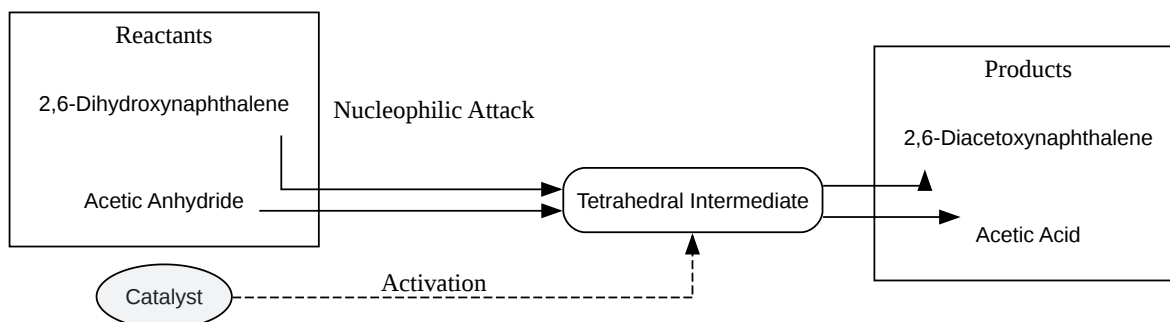 Reactants
2,6-Dihydroxynaphthalene
Acetic Anhydride
Nucleophilic Attack
Tetrahedral Intermediate
Products
2,6-Diacetoxynaphthalene
Acetic Acid
Catalyst
Activation